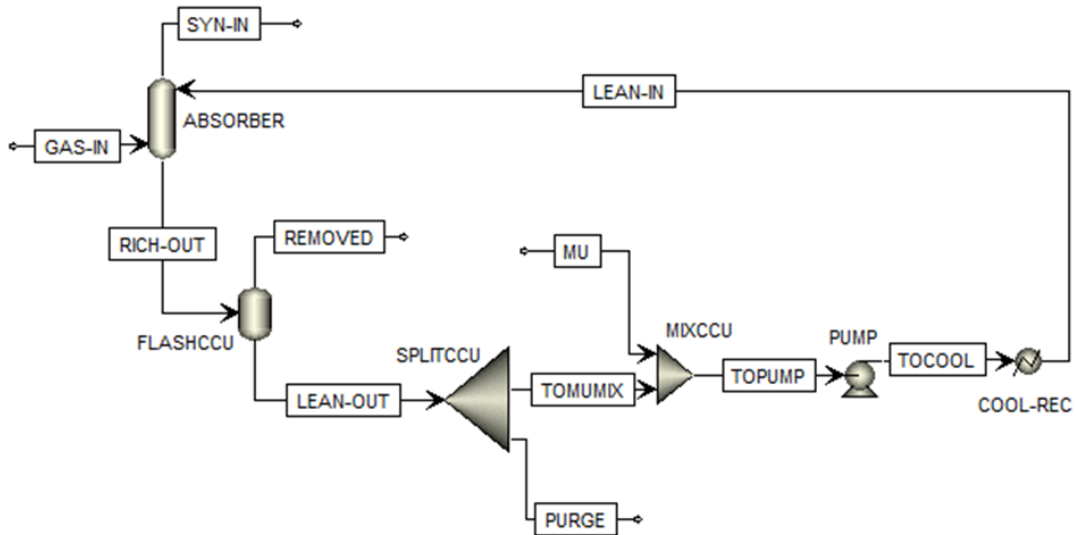 SYN-IN
LEAN-IN
ABSORBER
GAS-IN
RICH-OUT
REMOVED
MU
FLASHCCU
MIXCCU
PUMP
SPLITCCU
TOCOOL
TOPUMP
TOMUMIX
LEAN-OUT
COOL-REC
PURGE